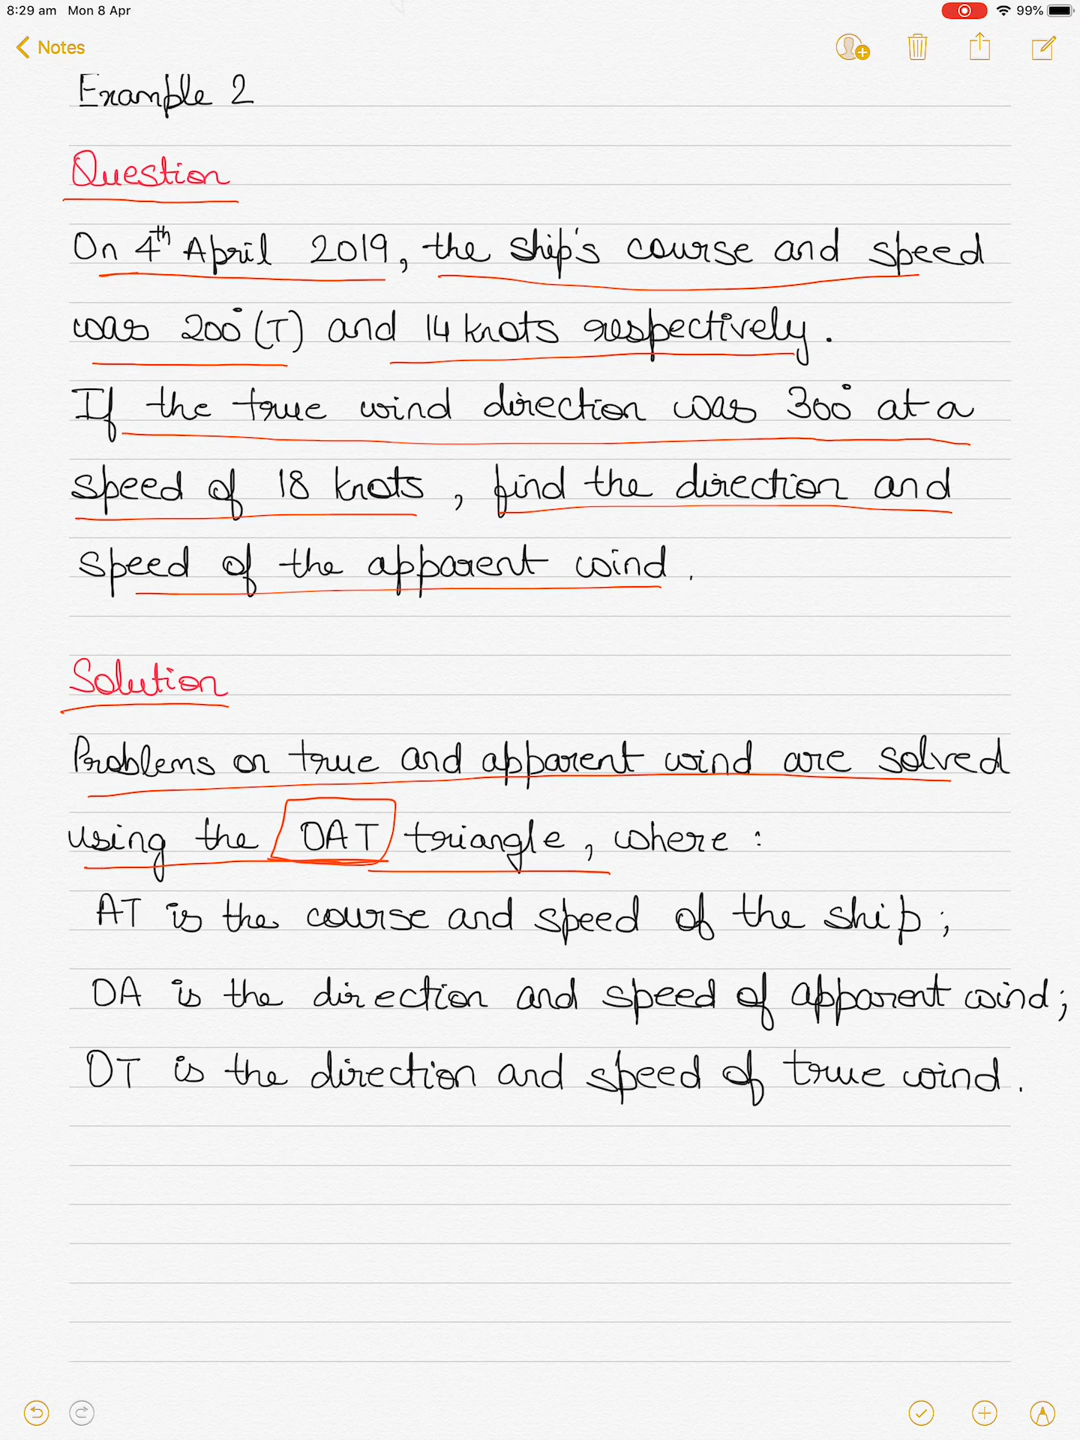 8:29 am Mon 8 Apr 99%
Notes
Example 2
Question
On 4th April 2019, the ship's course and speed
was 200° (T) and 14 knots respectively.
If the true wind direction was 300° at a
speed of 18 knots, find the direction and
speed of the apparent wind.
Solution
Problems on true and apparent wind are solved
using the OAT triangle, where:
AT is the course and speed of the ship;
OA is the direction and speed of apparent wind;
OT is the direction and speed of true wind.